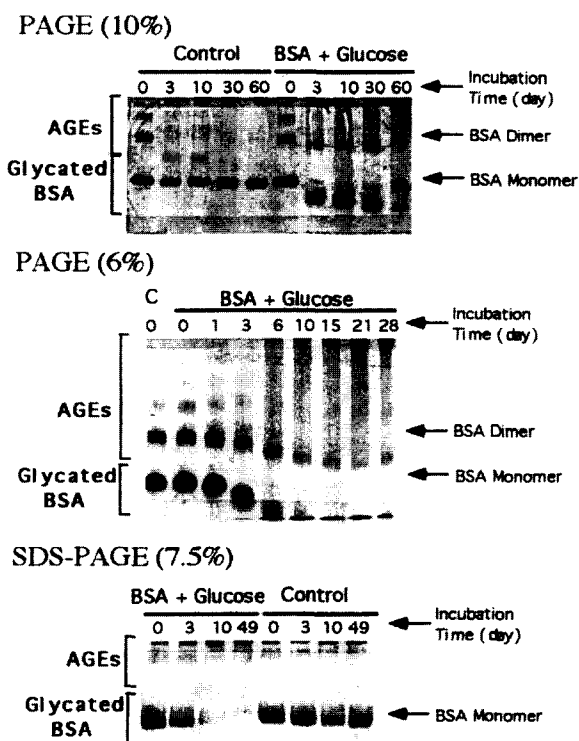 PAGE (10%)
Control BSA + Glucose
0 3 10 30 60 0 3 10 30 60
Incubation
Time (day)
AGEs
BSA Dimer
Glycated
BSA
BSA Monomer
PAGE (6%)
C BSA + Glucose
0 0 1 3 6 10 15 21 28
Incubation
Time (day)
AGEs
BSA Dimer
Glycated
BSA
BSA Monomer
SDS-PAGE (7.5%)
BSA + Glucose Control
0 3 10 49 0 3 10 49
Incubation
Time (day)
AGEs
Glycated
BSA
BSA Monomer